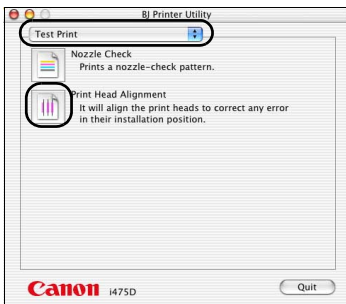 BJ Printer Utility
Test Print
Nozzle Check
Prints a nozzle-check pattern.
Print Head Alignment
It will align the print heads to correct any error
in their installation position.
Canon i475D
Quit